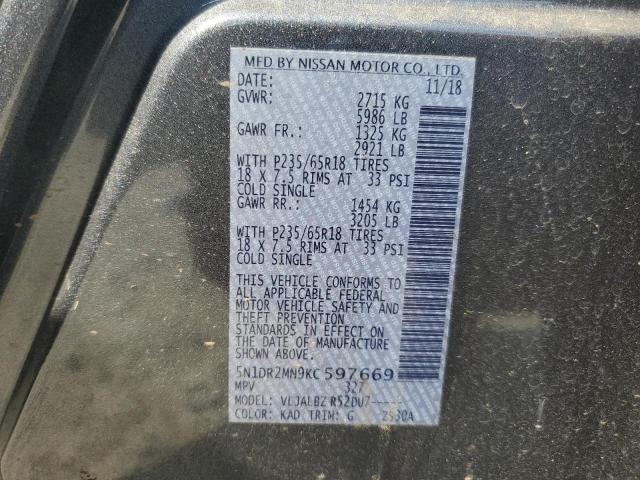 MFD BY NISSAN MOTOR CO., LTD.
DATE: 11/18
GVWR: 2715 KG
5986 LB
GAWR FR.: 1325 KG
2921 LB
WITH P235/65R18 TIRES
18 X 7.5 RIMS AT 33 PSI
COLD SINGLE
GAWR RR.: 1454 KG
3205 LB
WITH P235/65R18 TIRES
18 X 7.5 RIMS AT 33 PSI
COLD SINGLE
THIS VEHICLE CONFORMS TO
ALL APPLICABLE FEDERAL
MOTOR VEHICLE SAFETY AND
THEFT PREVENTION
STANDARDS IN EFFECT ON
THE DATE OF MANUFACTURE
SHOWN ABOVE.
5N1DR2MN9KC597669
MPV 327
MODEL: VLJALBZ R52DU7-----
COLOR: KAD TRIM: G